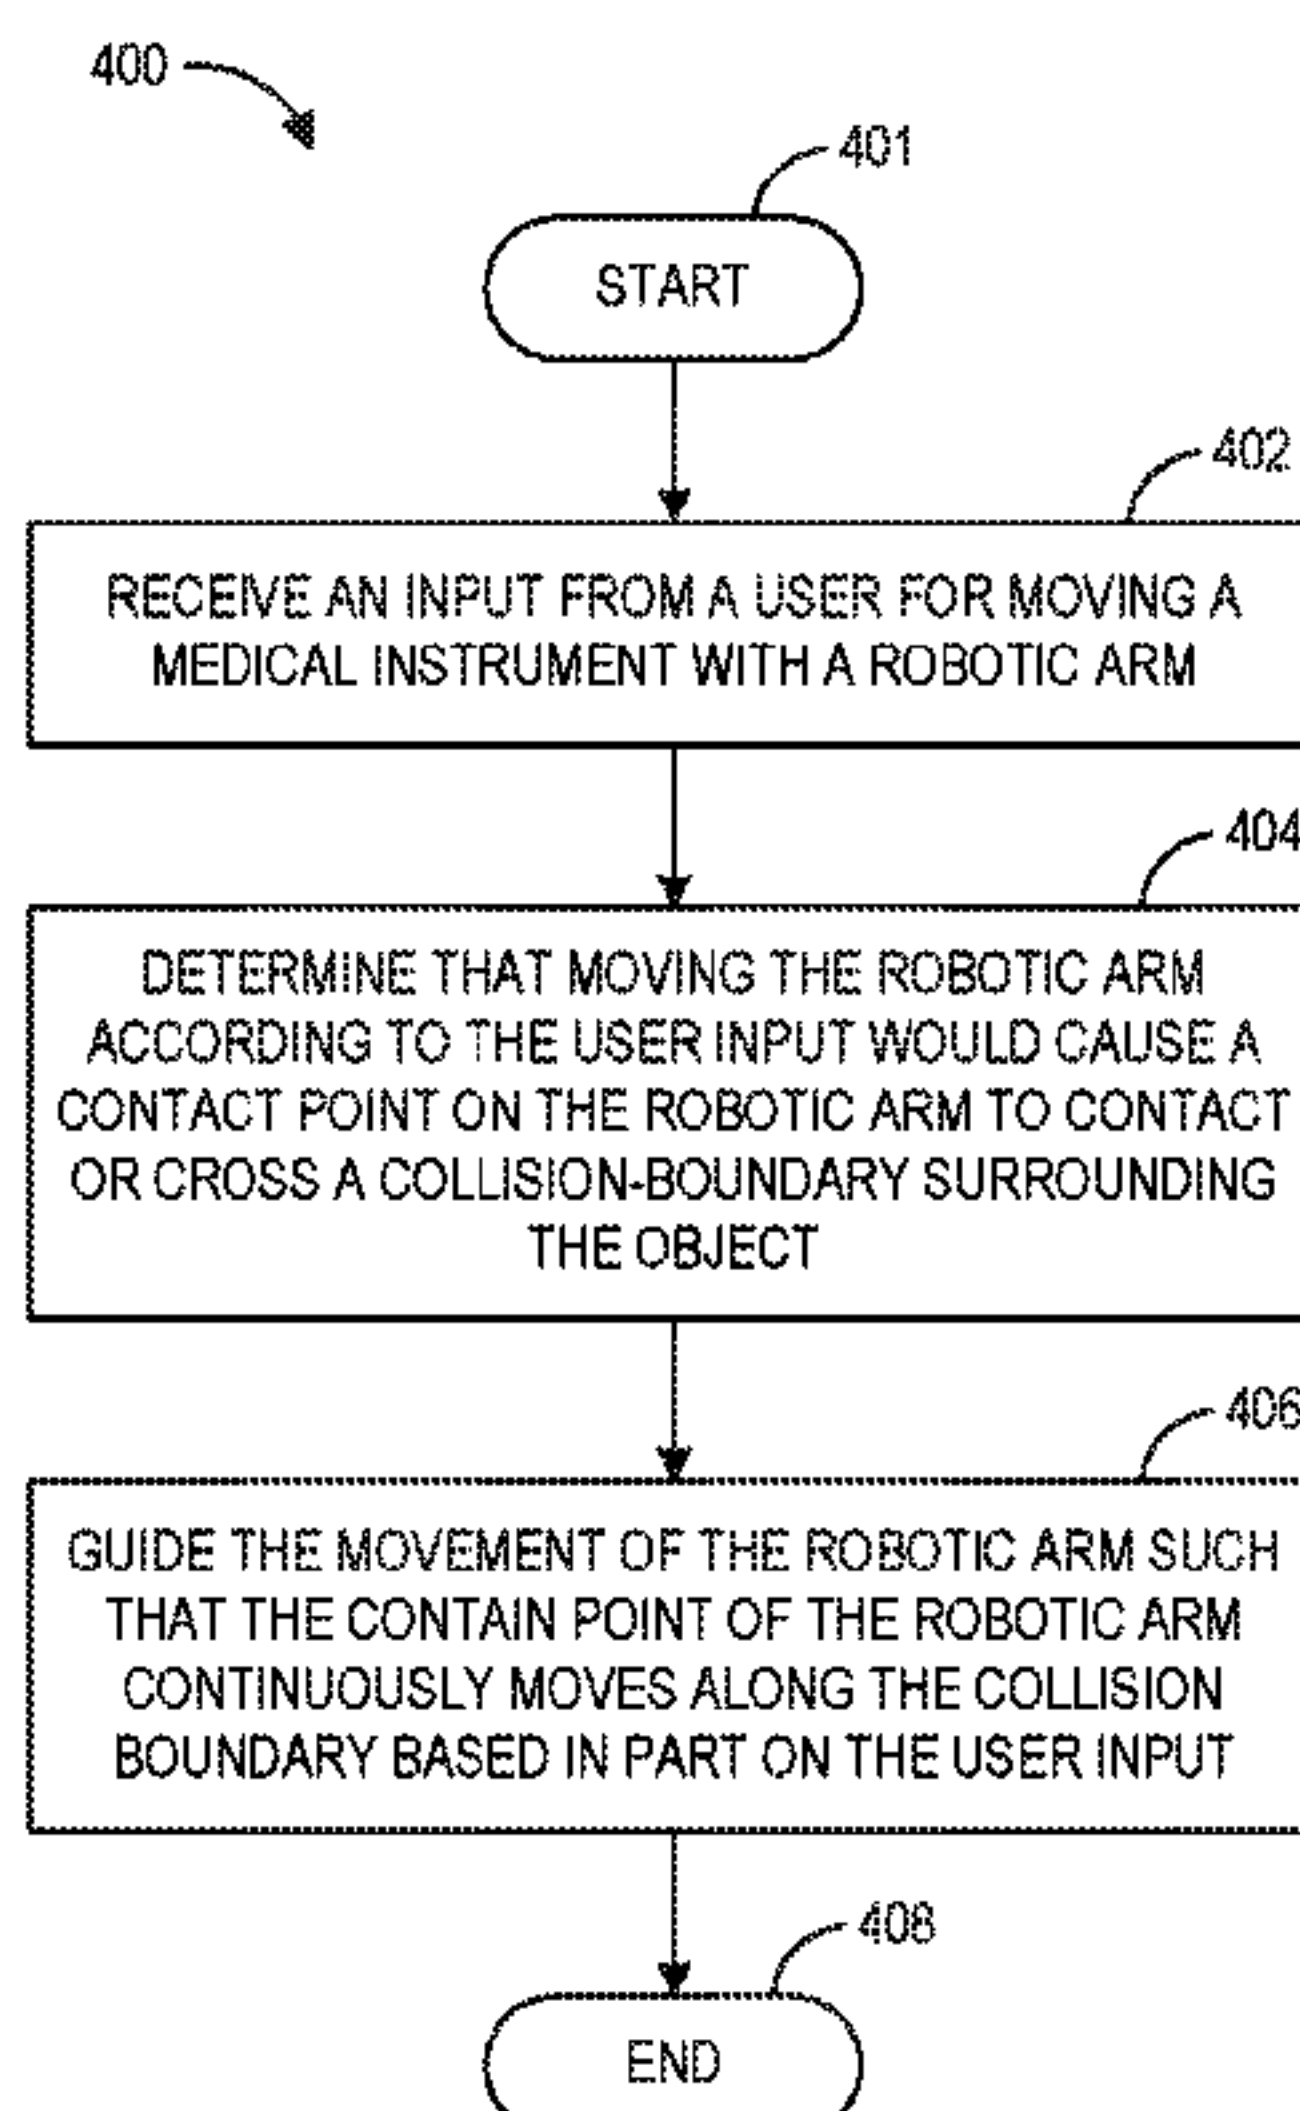 400
401
START
402
RECEIVE AN INPUT FROM A USER FOR MOVING A
MEDICAL INSTRUMENT WITH A ROBOTIC ARM
404
DETERMINE THAT MOVING THE ROBOTIC ARM
ACCORDING TO THE USER INPUT WOULD CAUSE A
CONTACT POINT ON THE ROBOTIC ARM TO CONTACT
OR CROSS A COLLISION-BOUNDARY SURROUNDING
THE OBJECT
406
GUIDE THE MOVEMENT OF THE ROBOTIC ARM SUCH
THAT THE CONTAIN POINT OF THE ROBOTIC ARM
CONTINUOUSLY MOVES ALONG THE COLLISION
BOUNDARY BASED IN PART ON THE USER INPUT
408
END